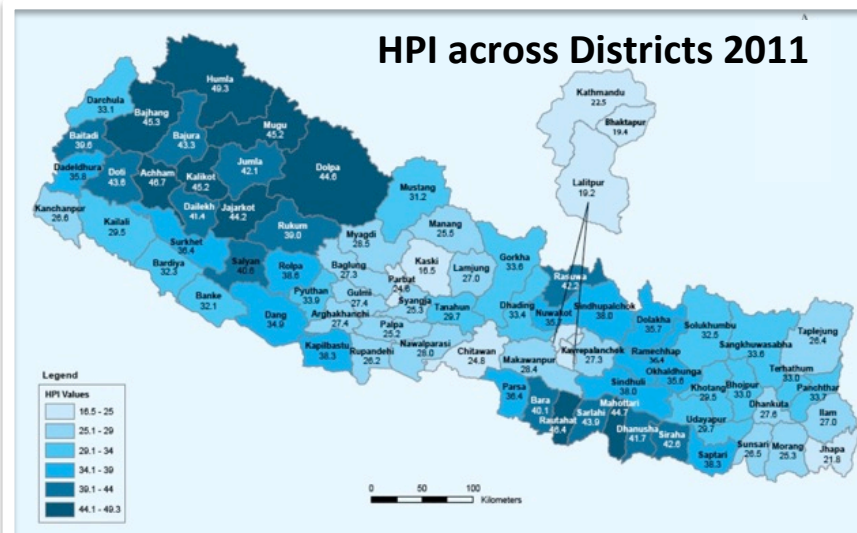 HPI across Districts 2011
Humla
49.3
Darchula
33.1
Bajhang
45.3
Mugu
45.2
Baitadi
39.6
Bajura
43.3
Dadeldhura
35.8
Doti
43.6
Achham
46.7
Kalikot
45.2
Jumla
42.1
Dolpa
44.6
Kanchanpur
26.6
Kailali
29.5
Dailekh
41.4
Jajarkot
44.2
Rukum
39.0
Mustang
31.2
Surkhet
36.4
Bardiya
32.3
Salyan
40.6
Rolpa
38.6
Banke
32.1
Dang
34.9
Pyuthan
33.9
Myagdi
28.5
Manang
25.5
Baglung
27.3
Parbat
24.6
Kaski
16.5
Lamjung
27.0
Gorkha
33.6
Gulmi
27.4
Syangja
25.3
Tanahun
29.7
Arghakhanchi
27.4
Palpa
25.2
Kapilbastu
38.3
Rupandehi
26.2
Nawalparasi
28.0
Chitawan
24.8
Dhading
33.4
Rasuwa
42.2
Nuwakot
Sindhupalchok
38.0
Kathmandu
22.5
Bhaktapur
19.4
Lalitpur
19.2
Makawanpur
28.4
Kavrepalanchok
27.3
Dolakha
35.7
Ramechhap
36.4
Okhaldhunga
35.6
Solukhumbu
32.5
Sangkhuwasabha
33.6
Taplejung
26.4
Terhathum
33.0
Panchthar
33.7
Parsa
36.4
Bara
40.1
Rautahat
46.4
Sarlahi
43.9
Sindhuli
38.0
Mahottari
44.7
Dhanusha
41.7
Siraha
42.6
Khotang
29.5
Bhojpur
33.0
Dhankuta
27.6
Ilam
27.0
Udayapur
29.7
Saptari
38.3
Sunsari
26.5
Morang
25.3
Jhapa
21.8
Legend
HPI Values
16.5 - 25
25.1 - 29
29.1 - 34
34.1 - 39
39.1 - 44
44.1 - 49.3
0 50 100
Kilometers